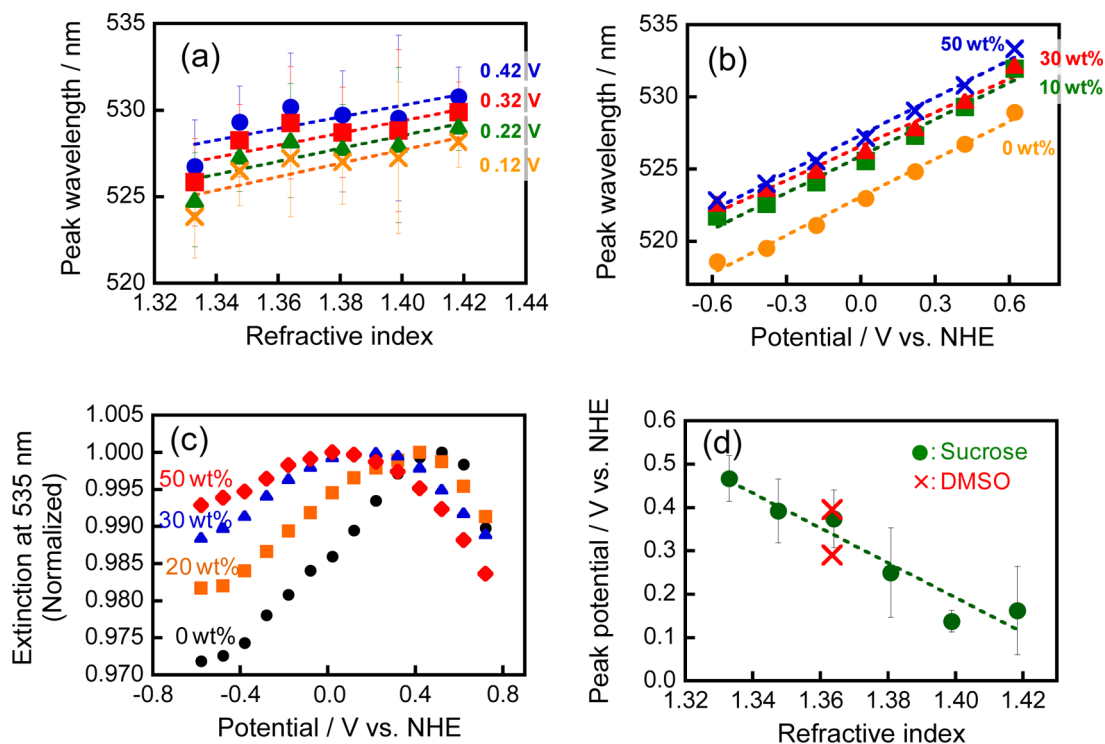 (a)
Peak wavelength / nm
535
530
525
520
0 .42 V
0 .32 V
0 .22 V
0 .12 V
1.32 1.34 1.36 1.38 1.40 1.42 1.44
Refractive index
(b)
Peak wavelength / nm
535
530
525
520
50 wt%
30 wt%
10 wt%
0 wt%
-0.6 -0.3 0.0 0.3 0.6
Potential / V vs. NHE
(c)
Extinction at 535 nm
(Normalized)
1.005
1.000
0.995
0.990
0.985
0.980
0.975
0.970
50 wt%
30 wt%
20 wt%
0 wt%
-0.8 -0.4 0.0 0.4 0.8
Potential / V vs. NHE
(d)
Peak potential / V vs. NHE
0.6
0.5
0.4
0.3
0.2
0.1
0.0
: Sucrose
: DMSO
1.32 1.34 1.36 1.38 1.40 1.42
Refractive index